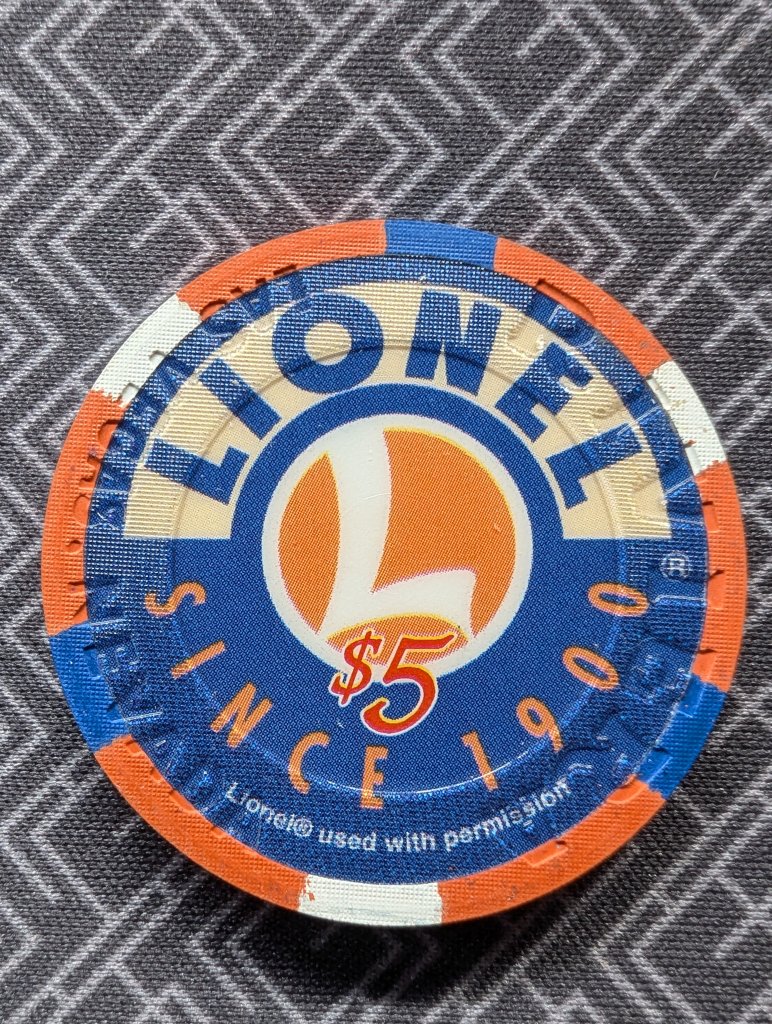 LIONEL
®
L
$5
SINCE 1900
Lionel® used with permission